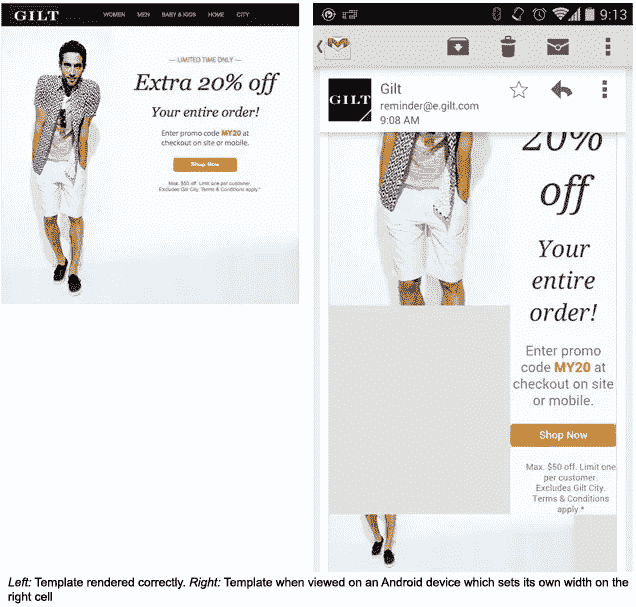 GILT
WOMEN MEN BABY & KIDS HOME CITY
— LIMITED TIME ONLY —
Extra 20% off
Your entire order!
Enter promo code MY20 at
checkout on site or mobile.
Shop Now
Max. $50 off. Limit one per customer.
Excludes Gilt City. Terms & Conditions apply.*
9:13
GILT
Gilt
reminder@e.gilt.com
9:08 AM
20%
off
Your
entire
order!
Enter promo
code MY20 at
checkout on site
or mobile.
Shop Now
Max. $50 off. Limit one
per customer.
Excludes Gilt City.
Terms & Conditions
apply.*
Left: Template rendered correctly. Right: Template when viewed on an Android device which sets its own width on the
right cell